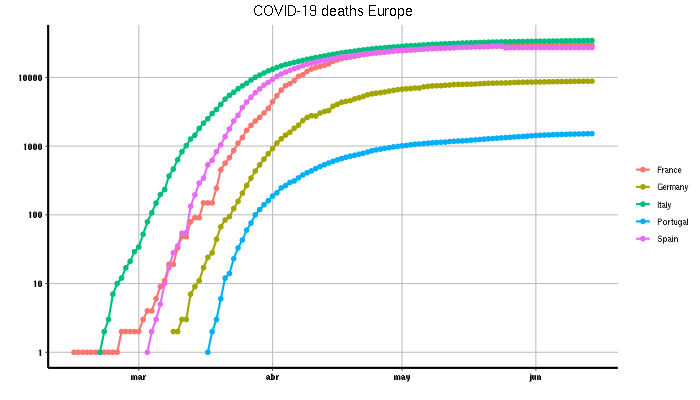 COVID-19 deaths Europe
10000
1000
100
10
1
mar abr may jun
France
Germany
Italy
Portugal
Spain